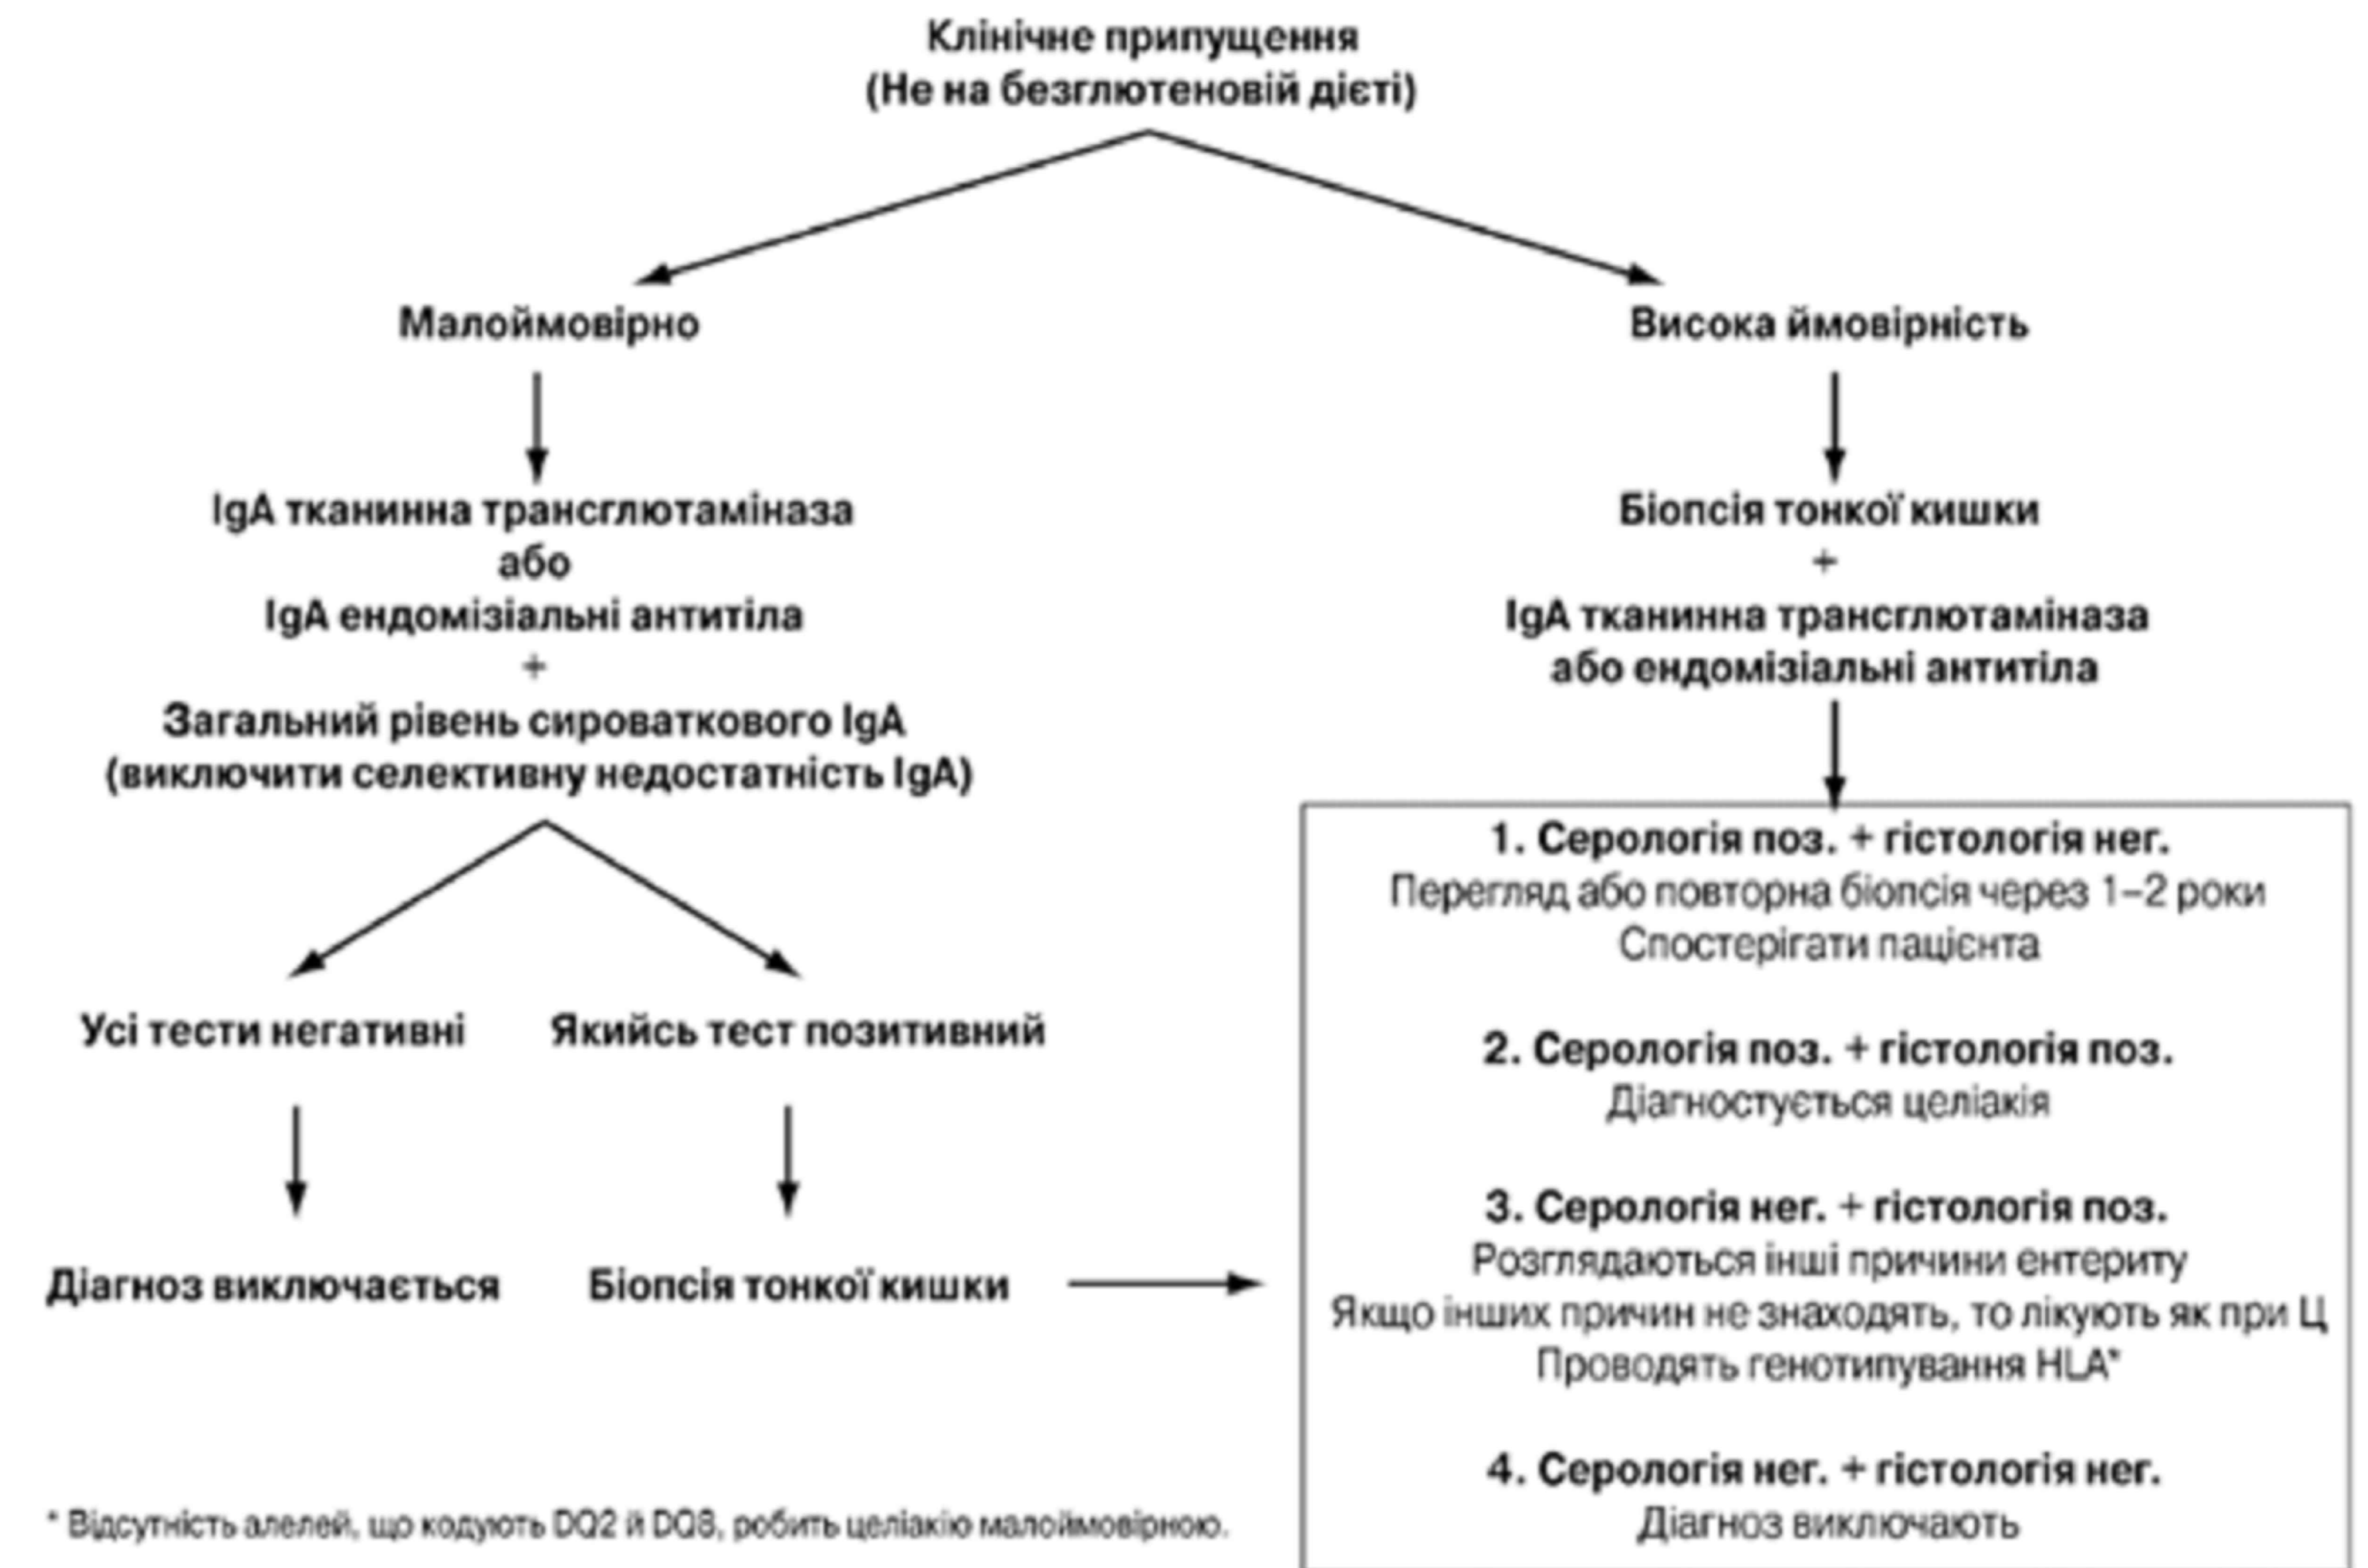 Клінічне припущення
(Не на безглютеновій дієті)
Малоймовірно
Висока ймовірність
IgA тканинна трансглютаміназа
або
IgA ендомізіальні антитіла
+
Загальний рівень сироваткового IgA
(виключити селективну недостатність IgA)
Біопсія тонкої кишки
+
IgA тканинна трансглютаміназа
або ендомізіальні антитіла
Усі тести негативні
Якийсь тест позитивний
Діагноз виключається
Біопсія тонкої кишки
1. Серологія поз. + гістологія нег.
Перегляд або повторна біопсія через 1–2 роки
Спостерігати пацієнта
2. Серологія поз. + гістологія поз.
Діагностується целіакія
3. Серологія нег. + гістологія поз.
Розглядаються інші причини ентериту
Якщо інших причин не знаходять, то лікують як при Ц
Проводять генотипування HLA*
4. Серологія нег. + гістологія нег.
Діагноз виключають
* Відсутність алелей, що кодують DQ2 й DQ8, робить целіакію малоймовірною.